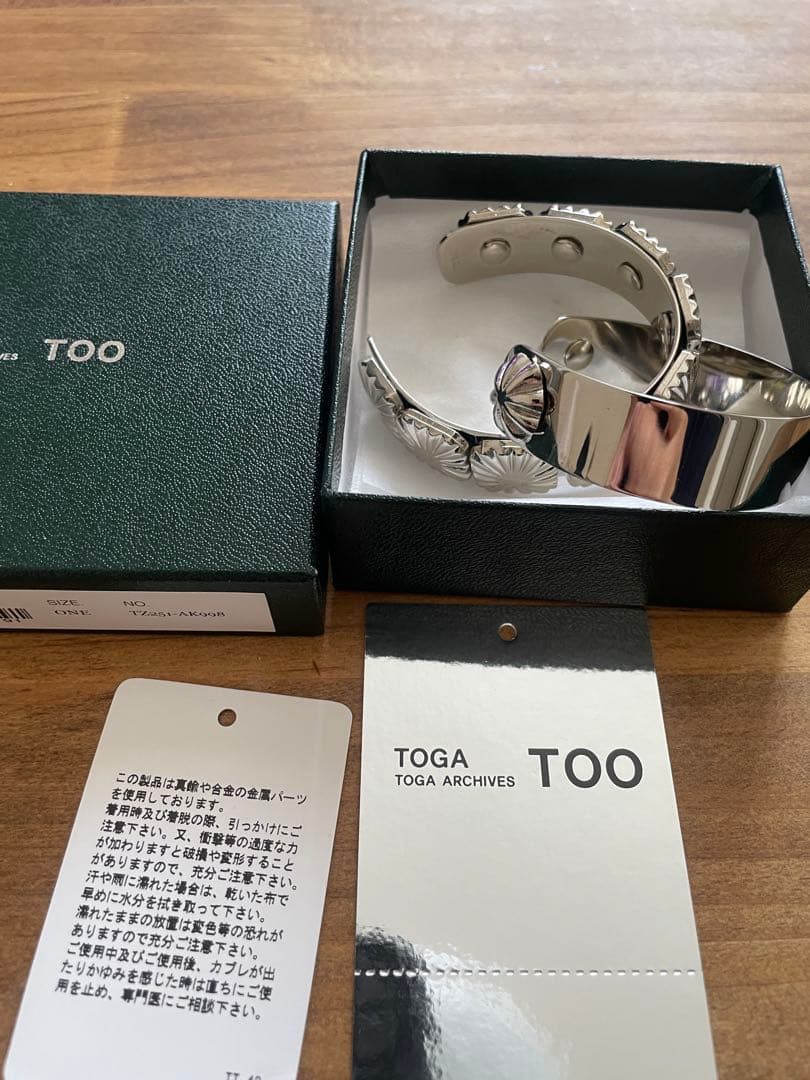 TOO
SIZE. NO.
ONE TZ251-AK998
TOGA TOO
TOGA ARCHIVES
この製品は真鍮や合金の金属パーツ
を使用しております。
着用時及び着脱の際、引っかけにご
注意下さい。又、衝撃等の過度な力
が加わりますと破損や変形すること
がありますので、充分ご注意下さい。
汗や雨に濡れた場合は、乾いた布で
早めに水分を拭き取って下さい。
濡れたままの放置は変色等の恐れが
ありますので充分ご注意下さい。
ご使用中及びご使用後、カブレが出
たりかゆみを感じた時は直ちにご使
用を止め、専門医にご相談下さい。